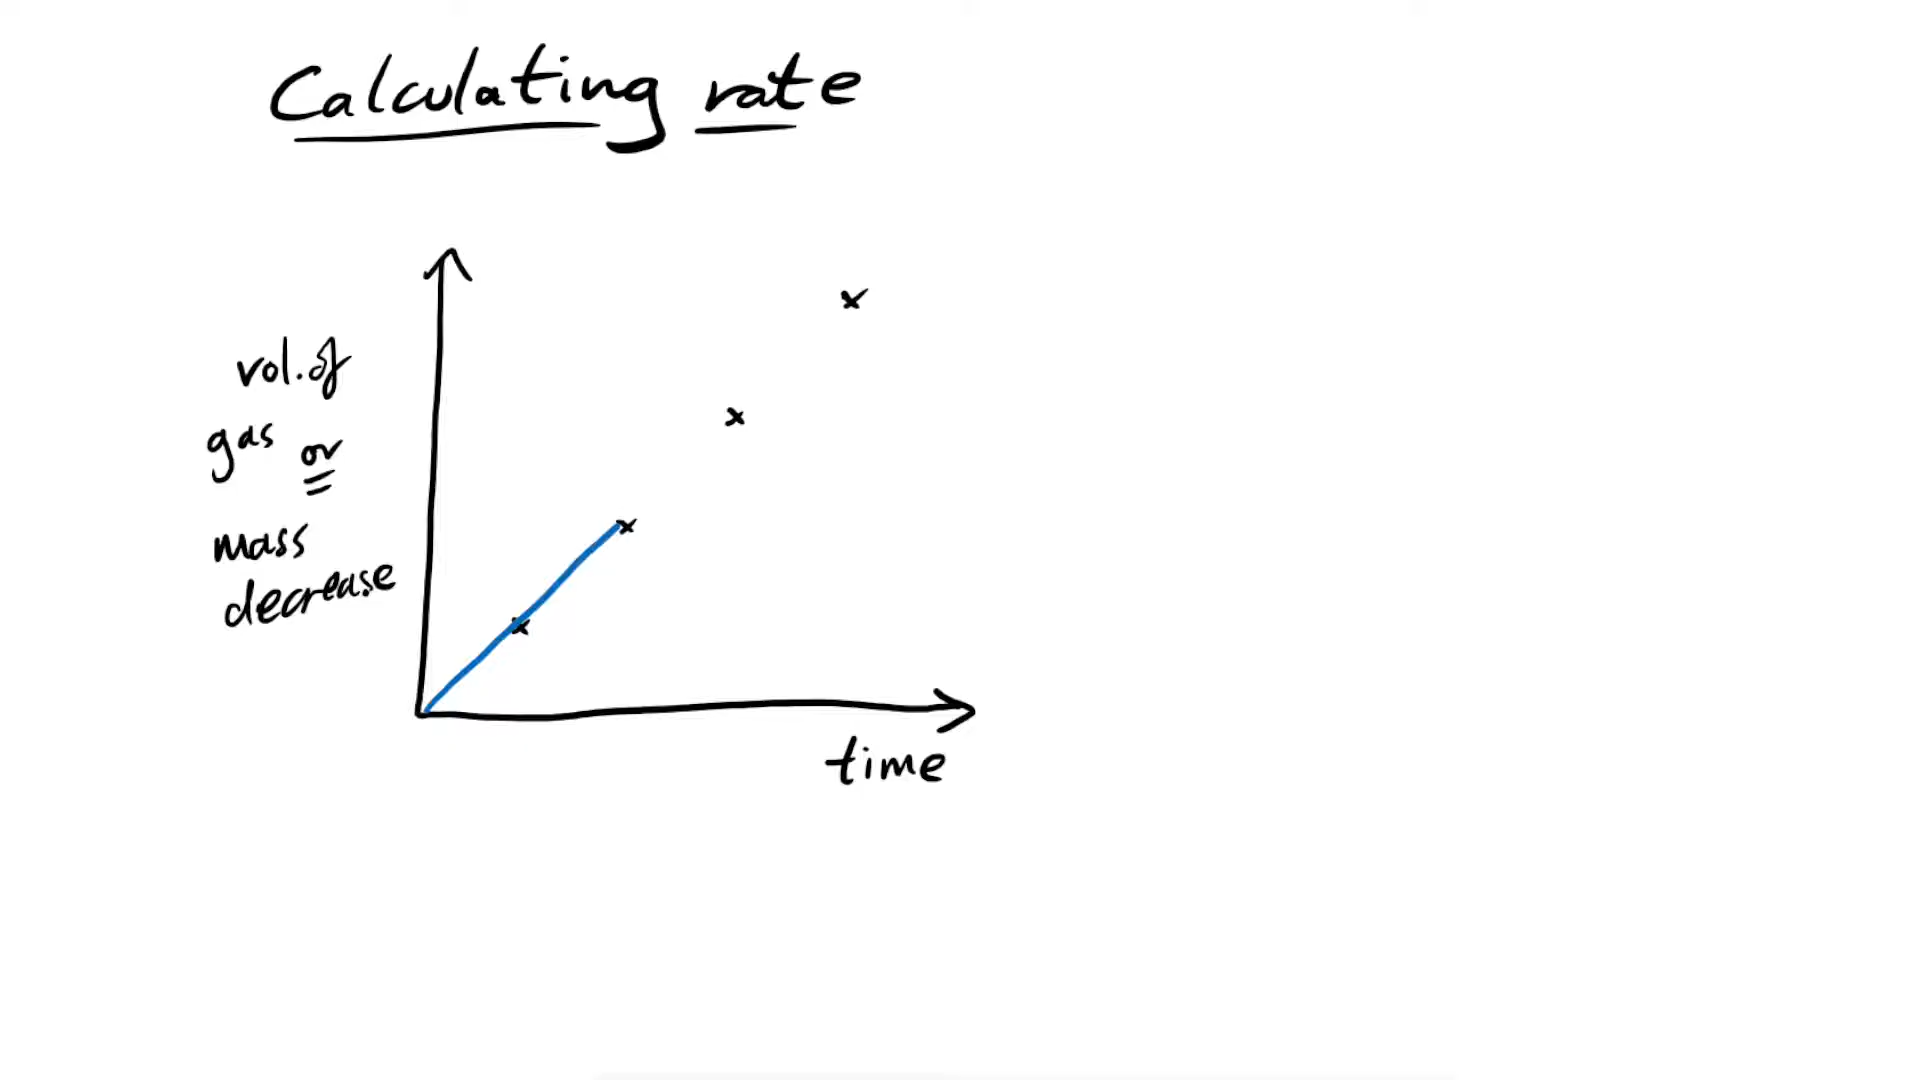 Calculating rate
vol. of
gas or
mass
decrease
time